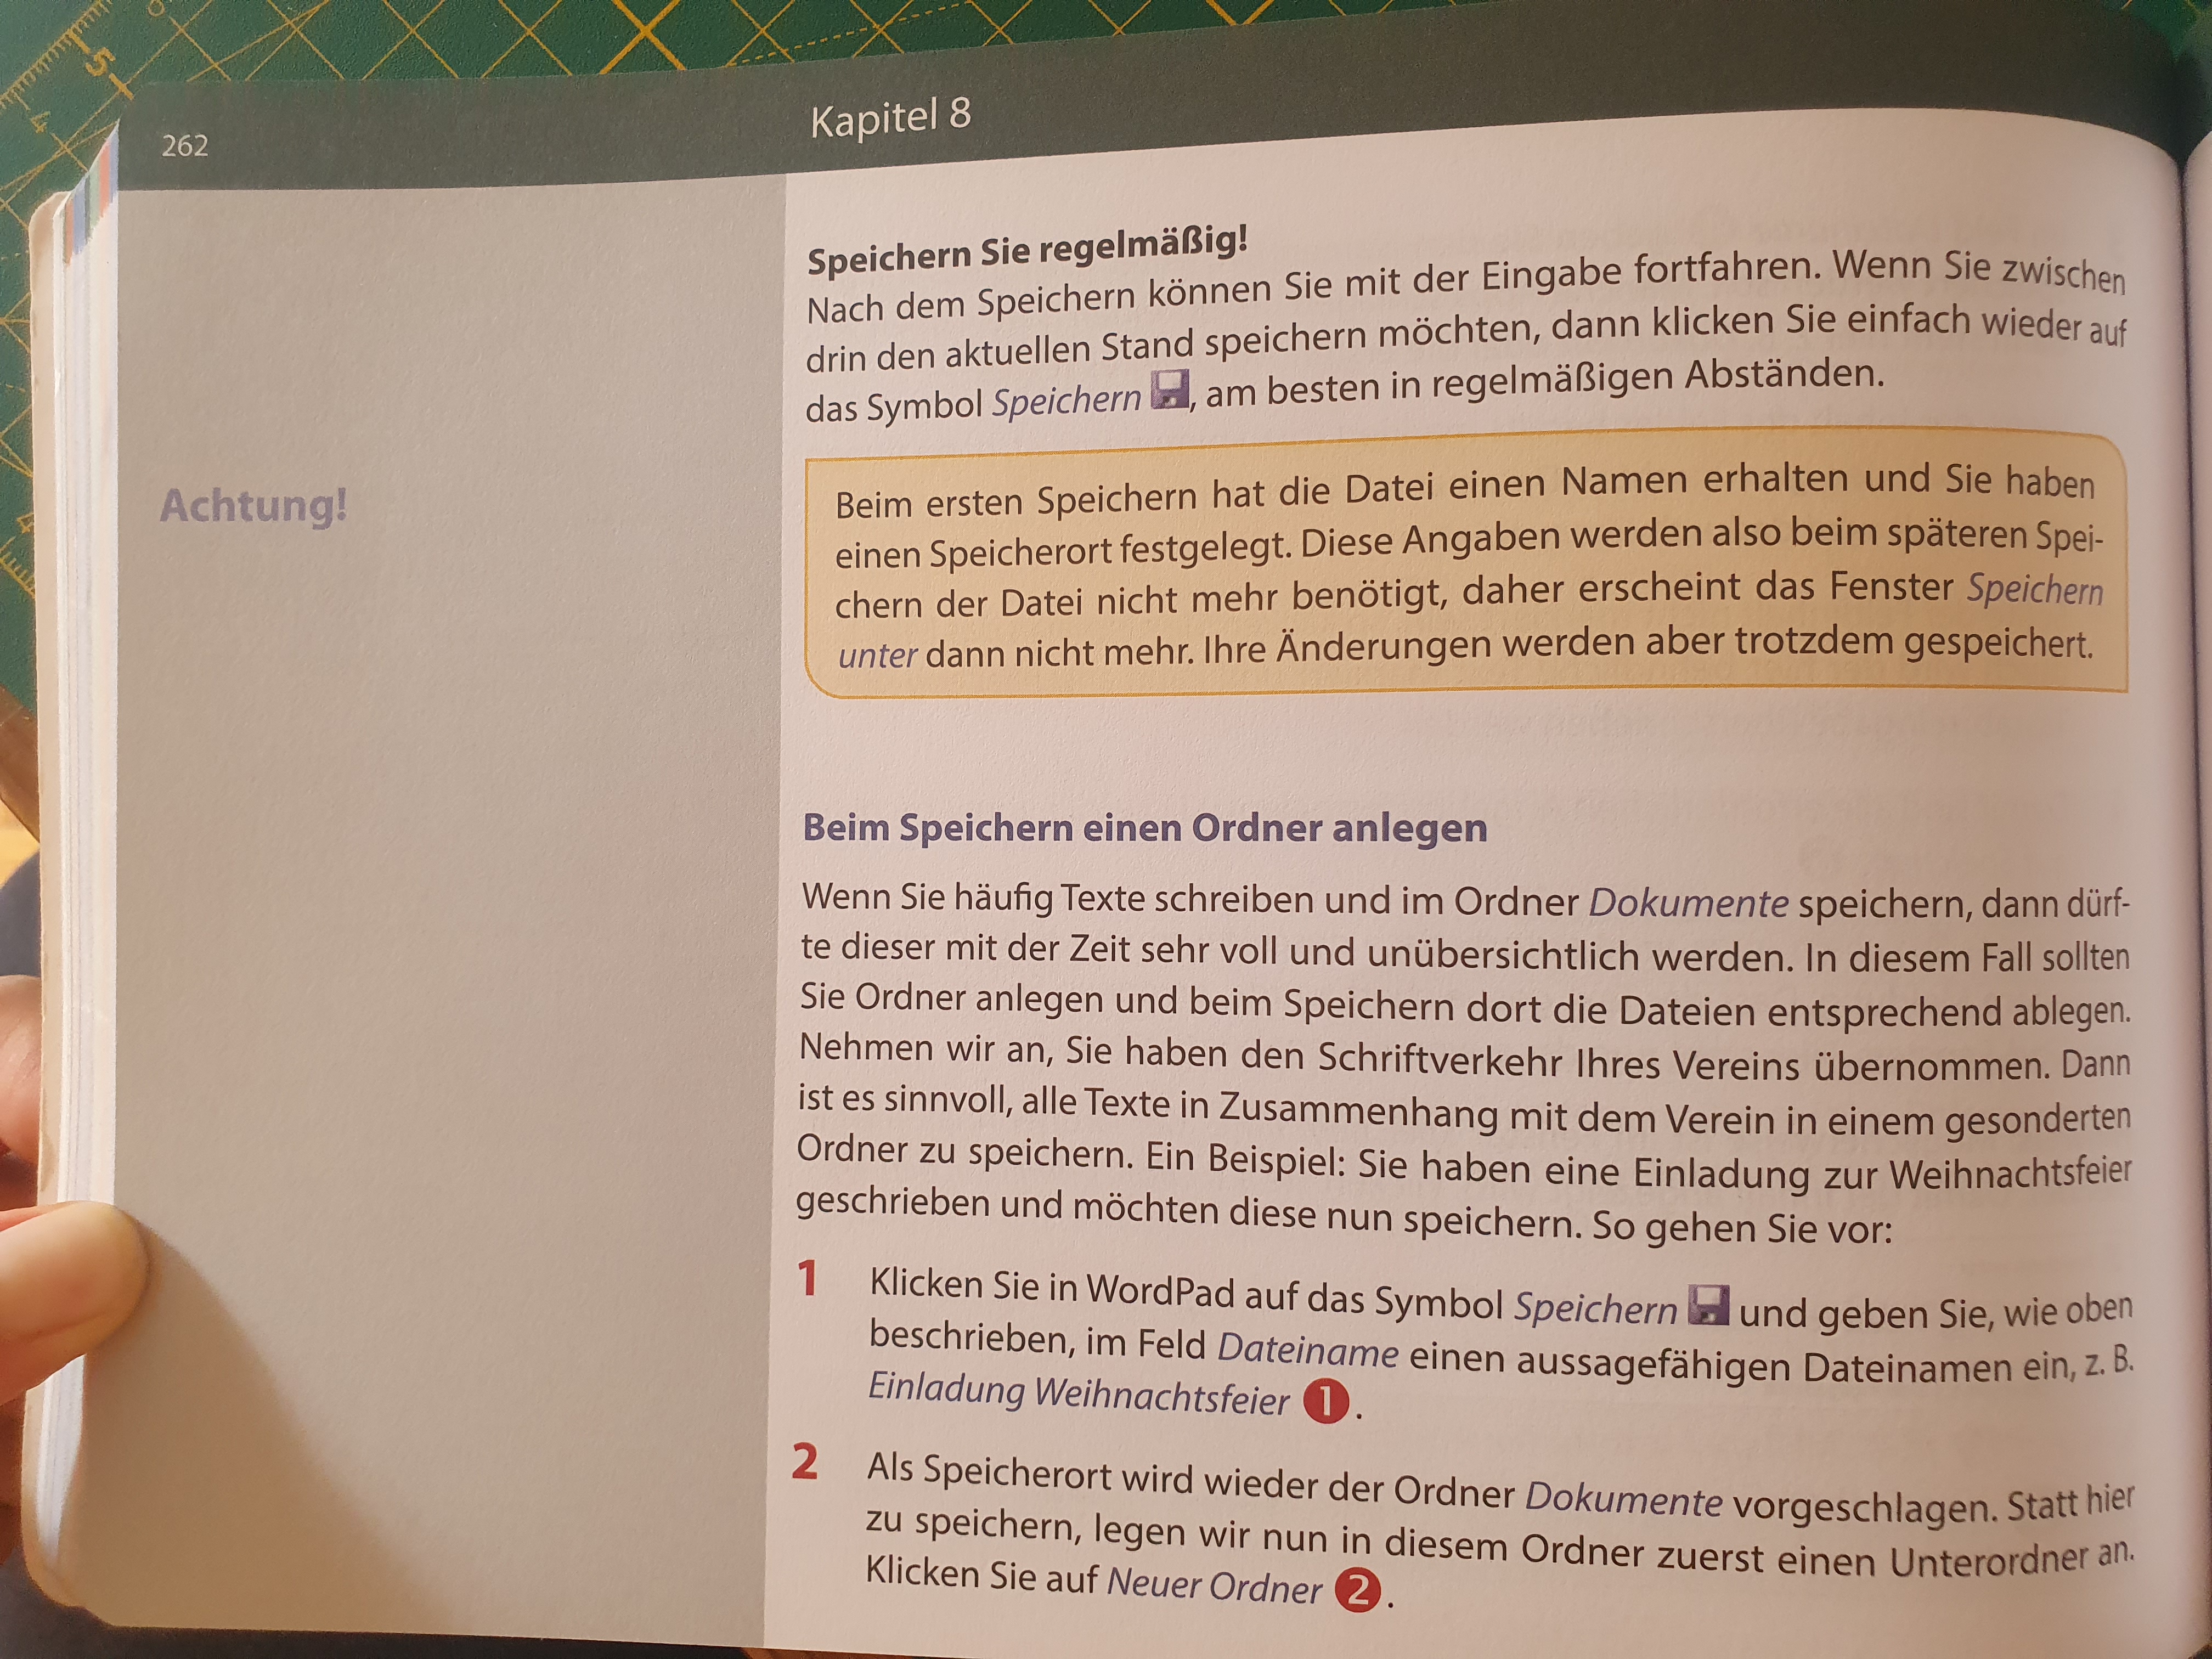 262
Kapitel 8
Speichern Sie regelmäßig!
Nach dem Speichern können Sie mit der Eingabe fortfahren. Wenn Sie zwischen
drin den aktuellen Stand speichern möchten, dann klicken Sie einfach wieder auf
das Symbol Speichern , am besten in regelmäßigen Abständen.
Achtung!
Beim ersten Speichern hat die Datei einen Namen erhalten und Sie haben
einen Speicherort festgelegt. Diese Angaben werden also beim späteren Spei-
chern der Datei nicht mehr benötigt, daher erscheint das Fenster Speichern
unter dann nicht mehr. Ihre Änderungen werden aber trotzdem gespeichert.
Beim Speichern einen Ordner anlegen
Wenn Sie häufig Texte schreiben und im Ordner Dokumente speichern, dann dürf-
te dieser mit der Zeit sehr voll und unübersichtlich werden. In diesem Fall sollten
Sie Ordner anlegen und beim Speichern dort die Dateien entsprechend ablegen.
Nehmen wir an, Sie haben den Schriftverkehr Ihres Vereins übernommen. Dann
ist es sinnvoll, alle Texte in Zusammenhang mit dem Verein in einem gesonderten
Ordner zu speichern. Ein Beispiel: Sie haben eine Einladung zur Weihnachtsfeier
geschrieben und möchten diese nun speichern. So gehen Sie vor:
1 Klicken Sie in WordPad auf das Symbol Speichern und geben Sie, wie oben
beschrieben, im Feld Dateiname einen aussagefähigen Dateinamen ein, z. B.
Einladung Weihnachtsfeier 1.
2 Als Speicherort wird wieder der Ordner Dokumente vorgeschlagen. Statt hier
zu speichern, legen wir nun in diesem Ordner zuerst einen Unterordner an.
Klicken Sie auf Neuer Ordner 2.
5
4